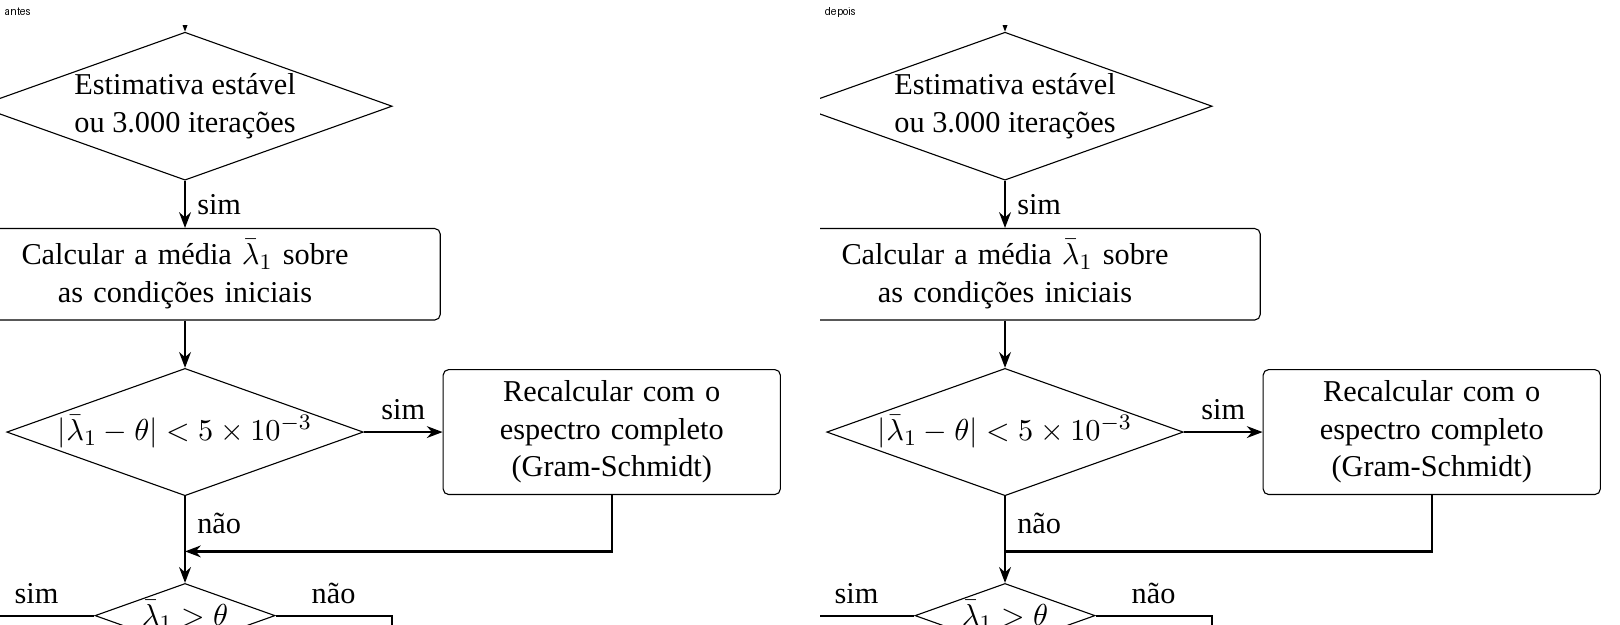 antes
Estimativa estável
ou 3.000 iterações
sim
Calcular a média λ̄₁ sobre
as condições iniciais
|λ̄₁ − θ| < 5 × 10⁻³
sim
Recalcular com o
espectro completo
(Gram-Schmidt)
não
sim
λ̄₁ > θ
não
depois
Estimativa estável
ou 3.000 iterações
sim
Calcular a média λ̄₁ sobre
as condições iniciais
|λ̄₁ − θ| < 5 × 10⁻³
sim
Recalcular com o
espectro completo
(Gram-Schmidt)
não
sim
λ̄₁ > θ
não